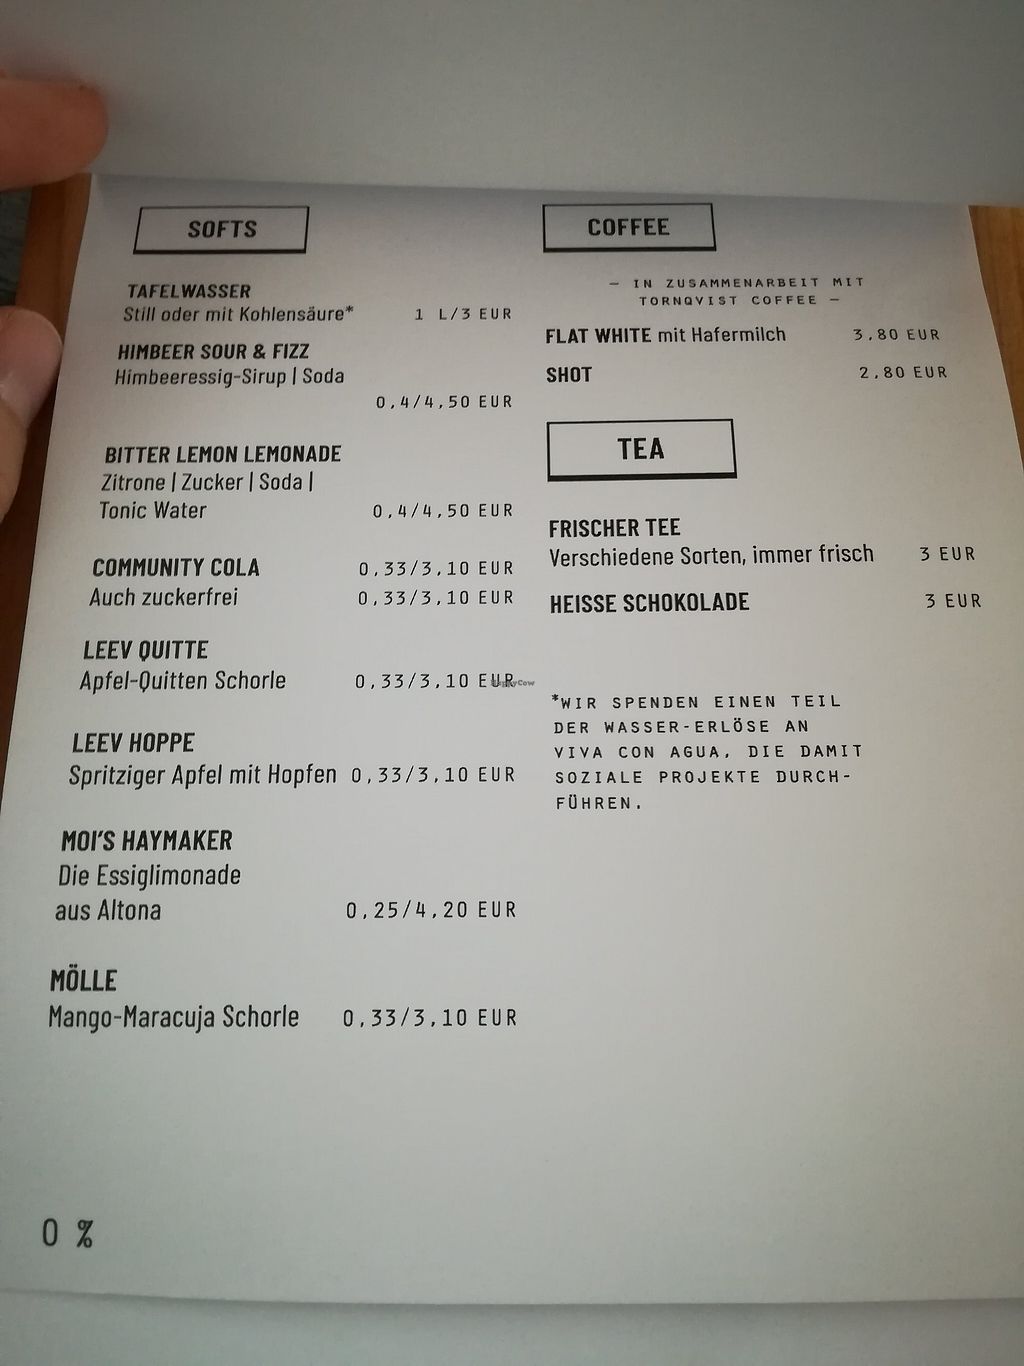 SOFTS
TAFELWASSER
Still oder mit Kohlensäure* 1 L/3 EUR
HIMBEER SOUR & FIZZ
Himbeeressig-Sirup | Soda
0,4/4,50 EUR
BITTER LEMON LEMONADE
Zitrone | Zucker | Soda |
Tonic Water 0,4/4,50 EUR
COMMUNITY COLA 0,33/3,10 EUR
Auch zuckerfrei 0,33/3,10 EUR
LEEV QUITTE
Apfel-Quitten Schorle 0,33/3,10 EUR
HappyCow
LEEV HOPPE
Spritziger Apfel mit Hopfen 0,33/3,10 EUR
MOI'S HAYMAKER
Die Essiglimonade
aus Altona 0,25/4,20 EUR
MÖLLE
Mango-Maracuja Schorle 0,33/3,10 EUR
0 %
COFFEE
— IN ZUSAMMENARBEIT MIT
TORNQVIST COFFEE —
FLAT WHITE mit Hafermilch 3,80 EUR
SHOT 2,80 EUR
TEA
FRISCHER TEE
Verschiedene Sorten, immer frisch 3 EUR
HEISSE SCHOKOLADE 3 EUR
*WIR SPENDEN EINEN TEIL
DER WASSER-ERLÖSE AN
VIVA CON AGUA, DIE DAMIT
SOZIALE PROJEKTE DURCH-
FÜHREN.